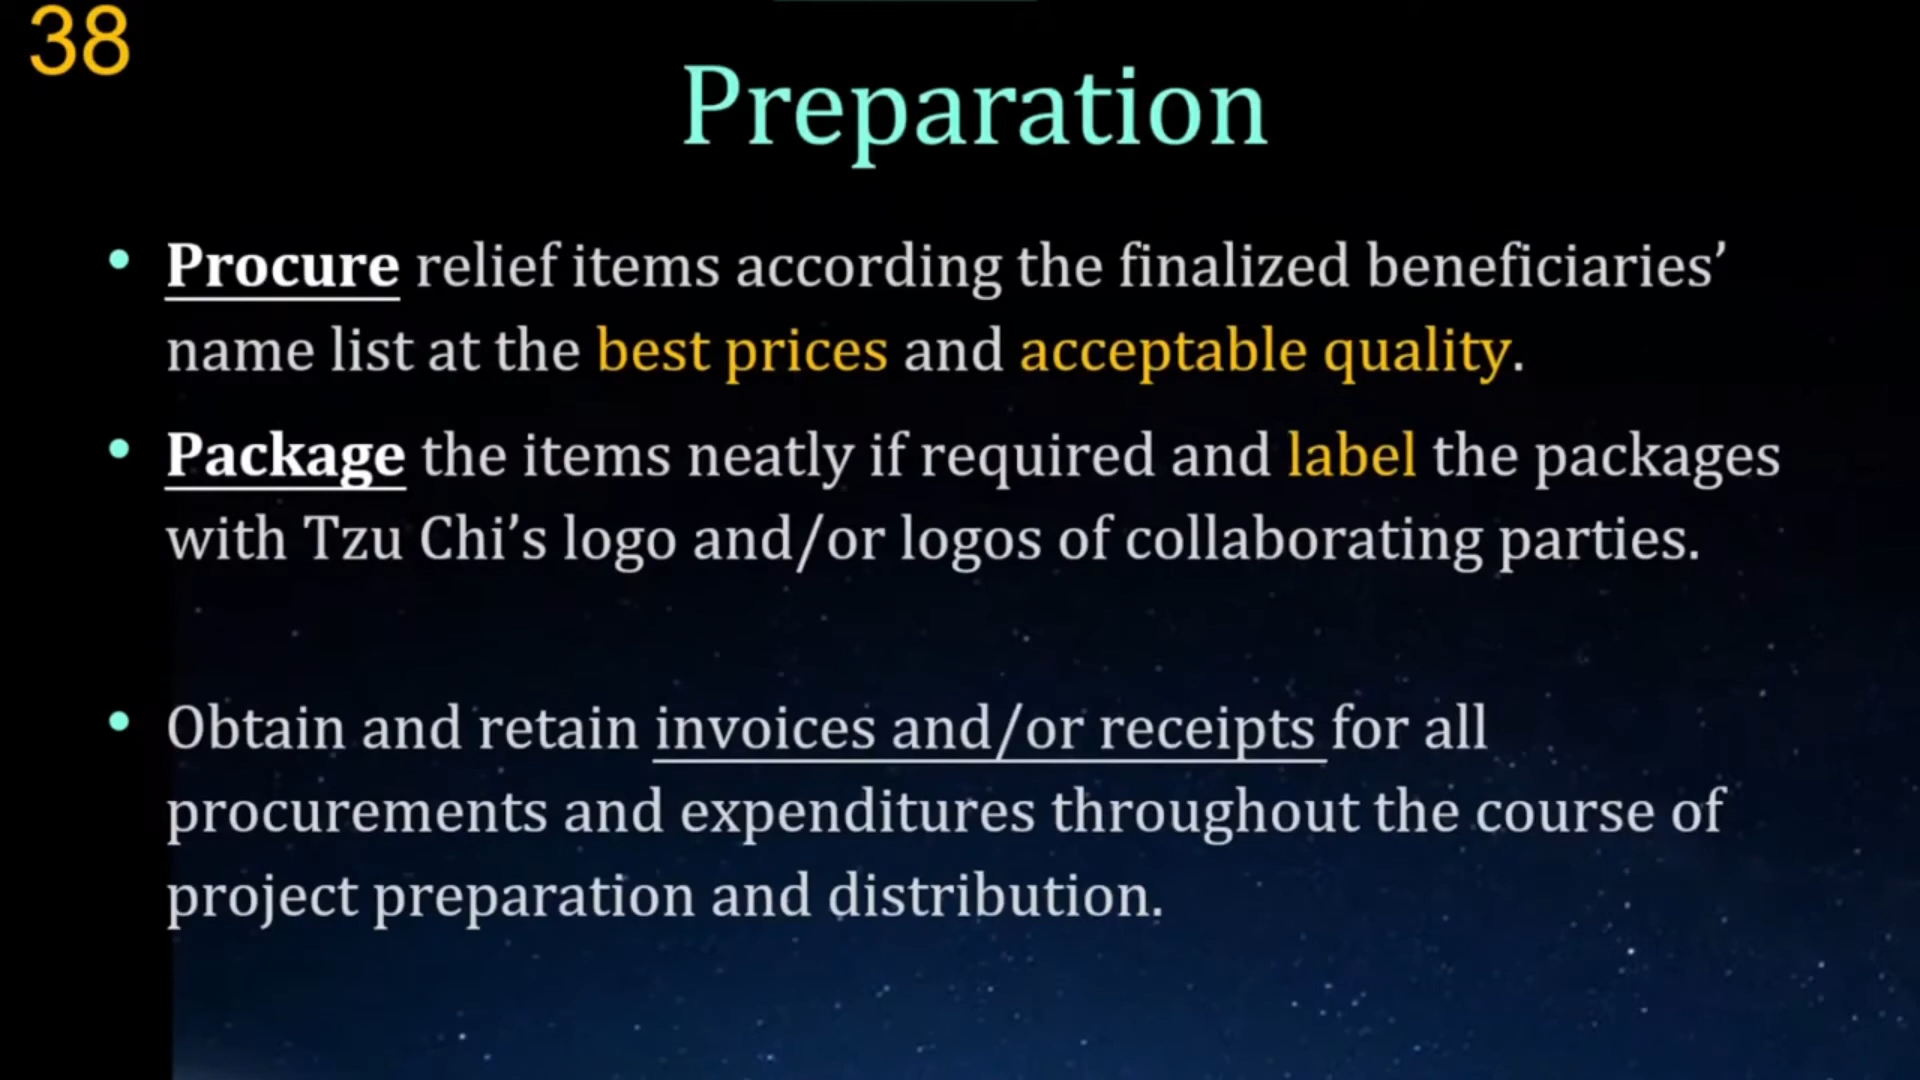 38
Preparation
• Procure relief items according the finalized beneficiaries’
name list at the best prices and acceptable quality.
• Package the items neatly if required and label the packages
with Tzu Chi’s logo and/or logos of collaborating parties.
• Obtain and retain invoices and/or receipts for all
procurements and expenditures throughout the course of
project preparation and distribution.